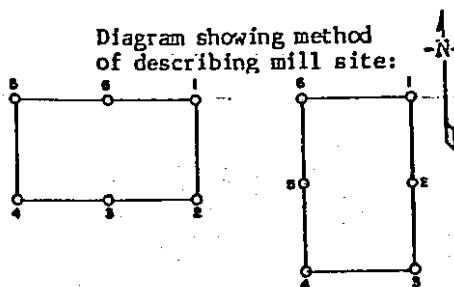 Diagram showing method
of describing mill site:
-N-
5 6 1
4 3 2
6 1
5 2
4 3